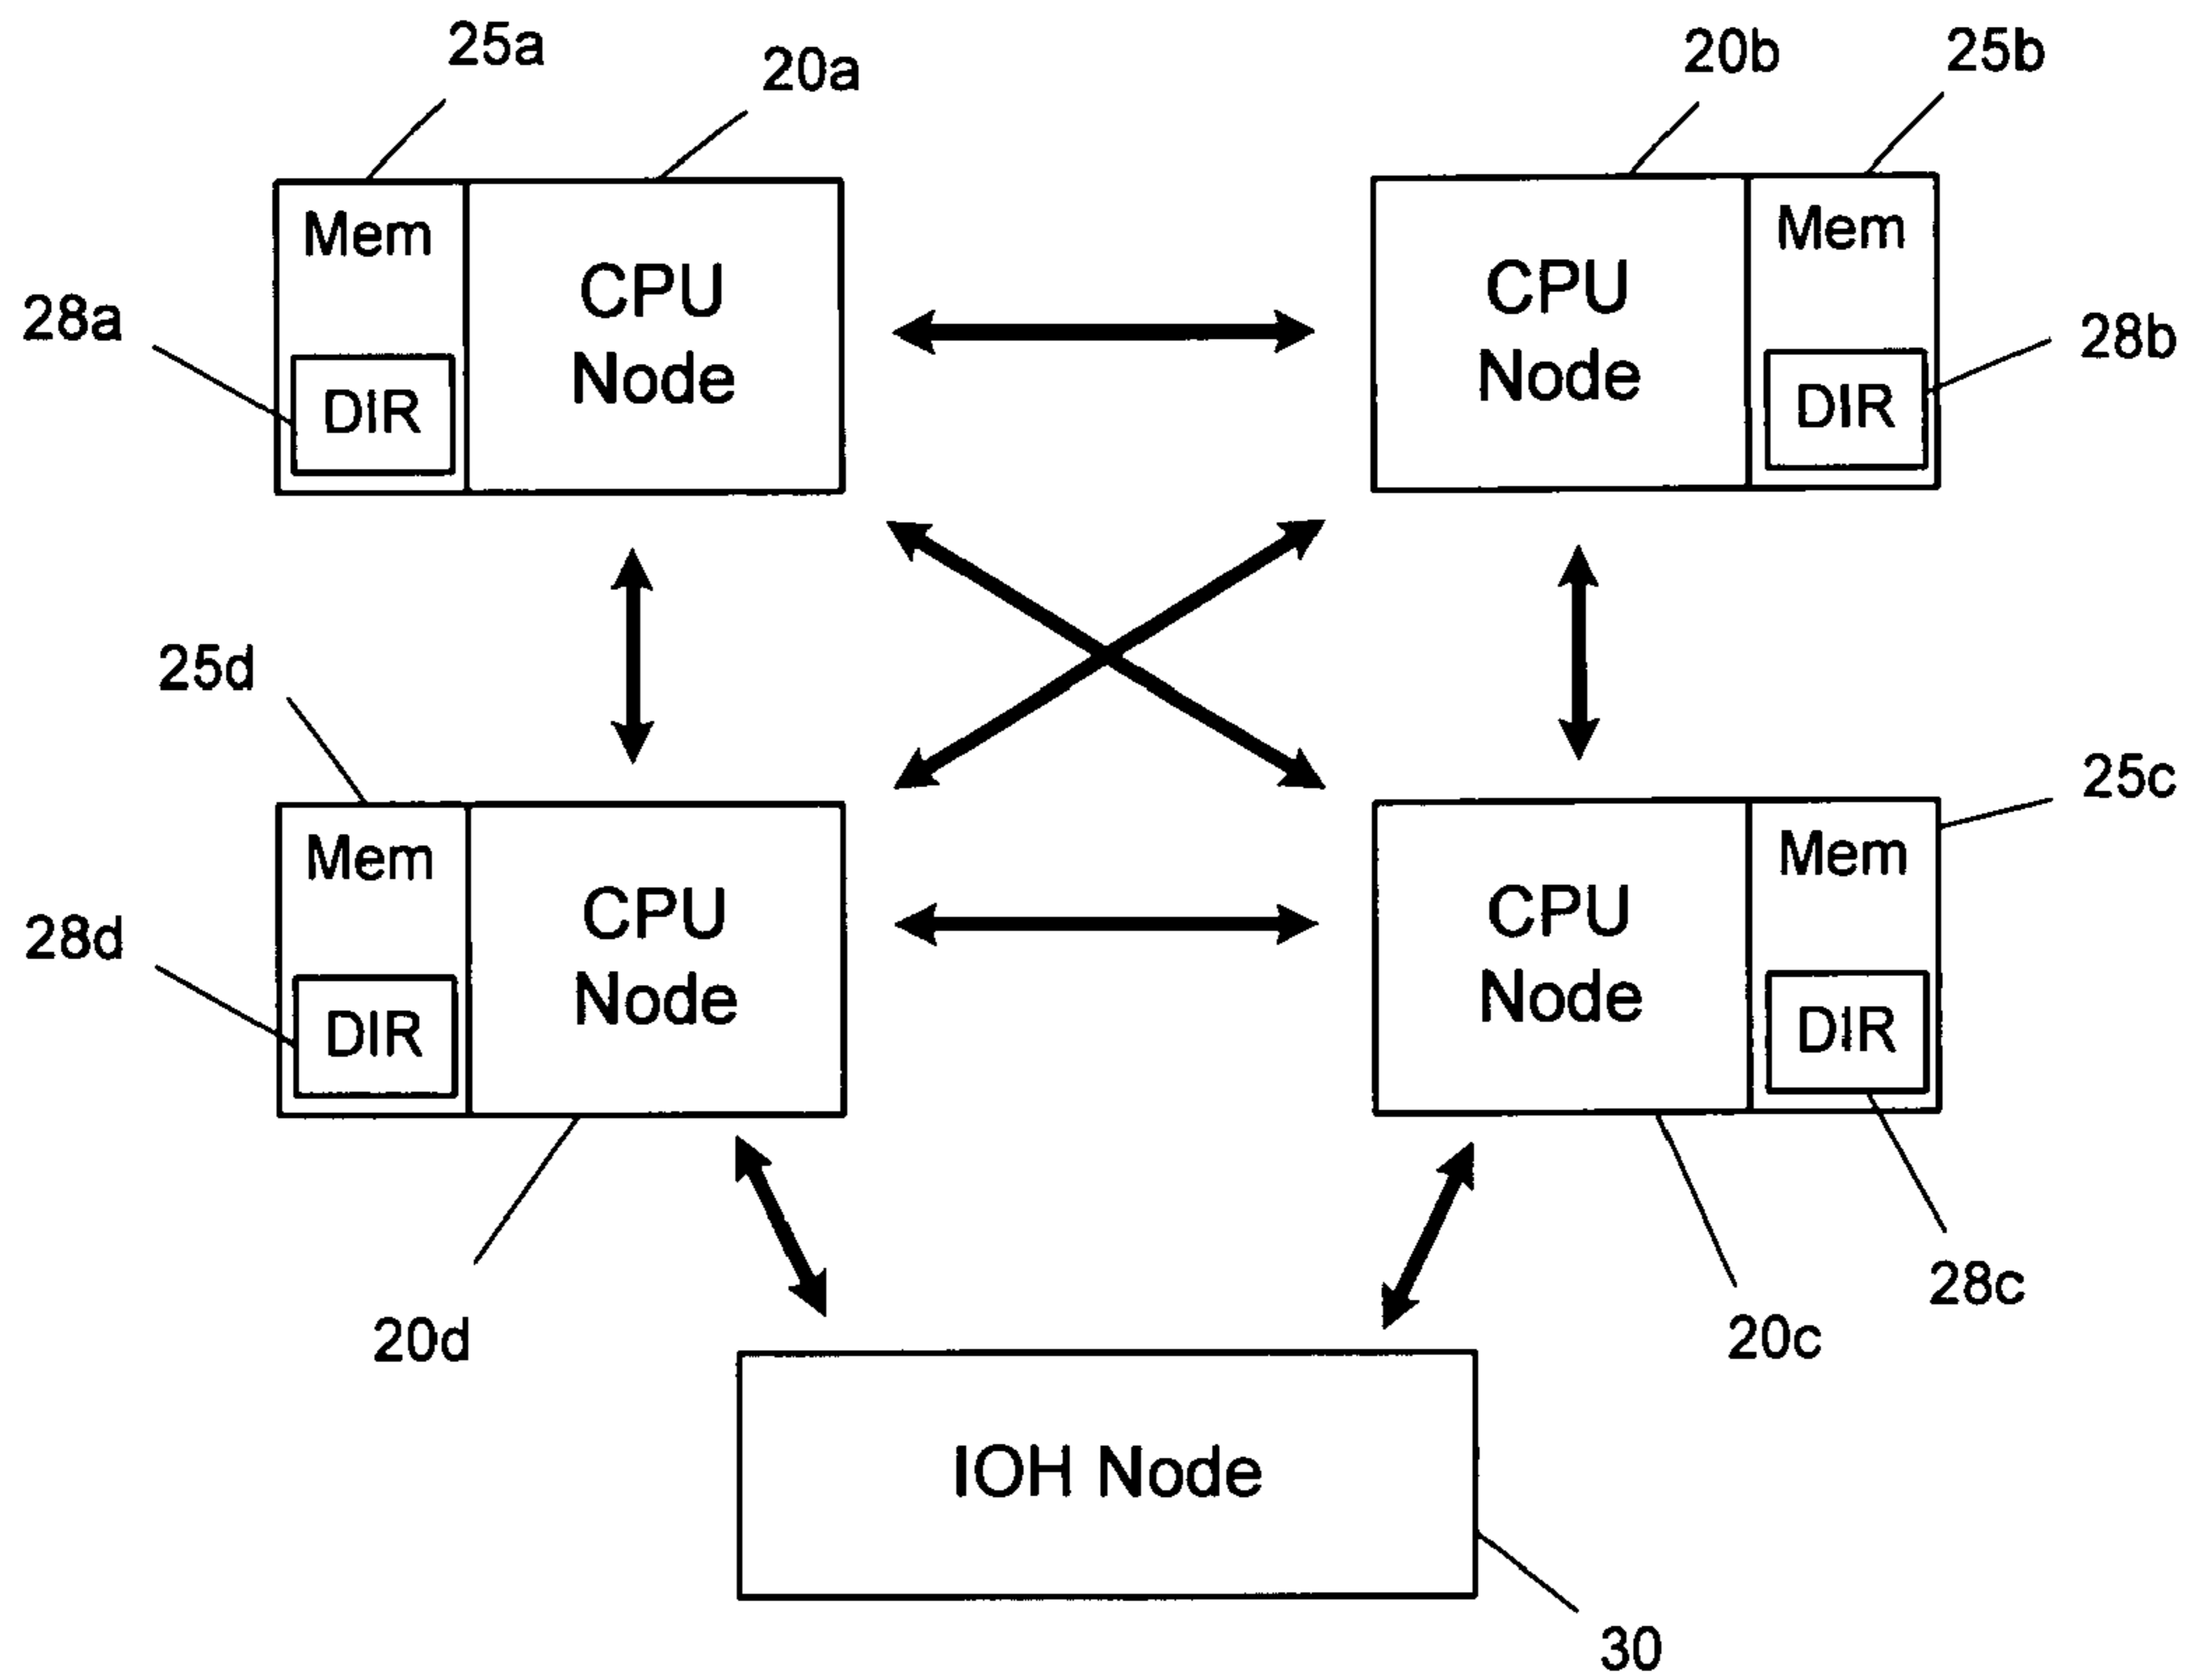 25a
20a
20b
25b
Mem
CPU
Node
28a
DIR
CPU
Node
Mem
28b
DIR
25d
25c
Mem
CPU
Node
28d
DIR
CPU
Node
Mem
DIR
20d
20c
28c
IOH Node
30